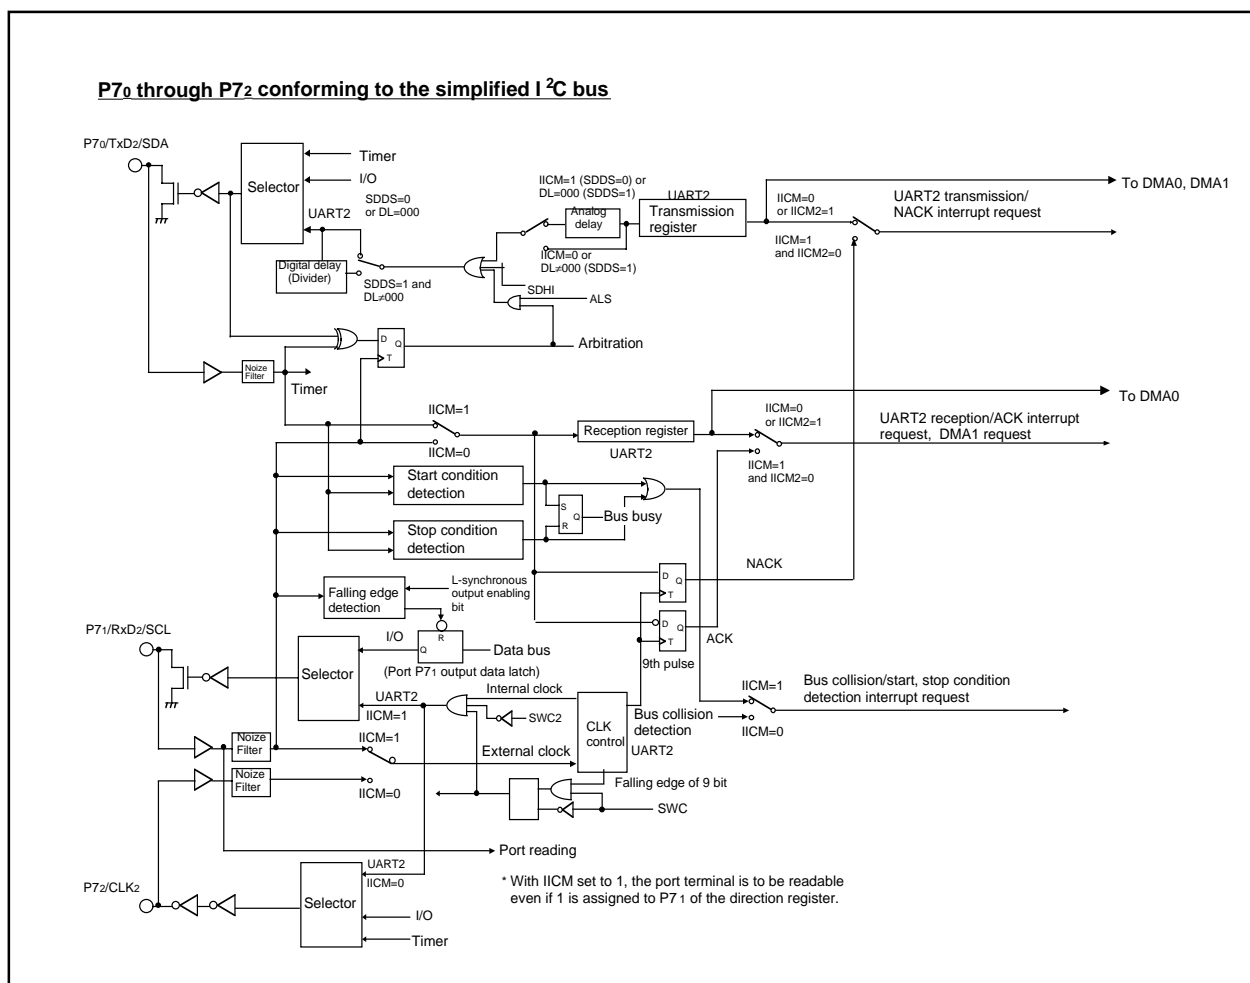 P70 through P72 conforming to the simplified I 2C bus
P70/TxD2/SDA
Selector
Timer
I/O
UART2
SDDS=0
or DL=000
Digital delay
(Divider)
SDDS=1 and
DL≠000
IICM=1 (SDDS=0) or
DL=000 (SDDS=1)
Analog
delay
IICM=0 or
DL≠000 (SDDS=1)
SDHI
ALS
UART2
Transmission
register
IICM=0
or IICM2=1
IICM=1
and IICM2=0
To DMA0, DMA1
UART2 transmission/
NACK interrupt request
D
Q
T
Arbitration
Noize
Filter
Timer
IICM=1
IICM=0
Reception register
UART2
IICM=0
or IICM2=1
IICM=1
and IICM2=0
To DMA0
UART2 reception/ACK interrupt
request, DMA1 request
Start condition
detection
Stop condition
detection
S
R
Q
Bus busy
Falling edge
detection
L-synchronous
output enabling
bit
D
Q
T
NACK
D
Q
T
ACK
9th pulse
P71/RxD2/SCL
Selector
I/O
R
Q
Data bus
(Port P71 output data latch)
Internal clock
UART2
IICM=1
SWC2
CLK
control
UART2
Bus collision
detection
IICM=1
IICM=0
Bus collision/start, stop condition
detection interrupt request
Noize
Filter
IICM=1
External clock
Noize
Filter
IICM=0
Falling edge of 9 bit
SWC
Port reading
P72/CLK2
Selector
UART2
IICM=0
I/O
Timer
* With IICM set to 1, the port terminal is to be readable
even if 1 is assigned to P71 of the direction register.